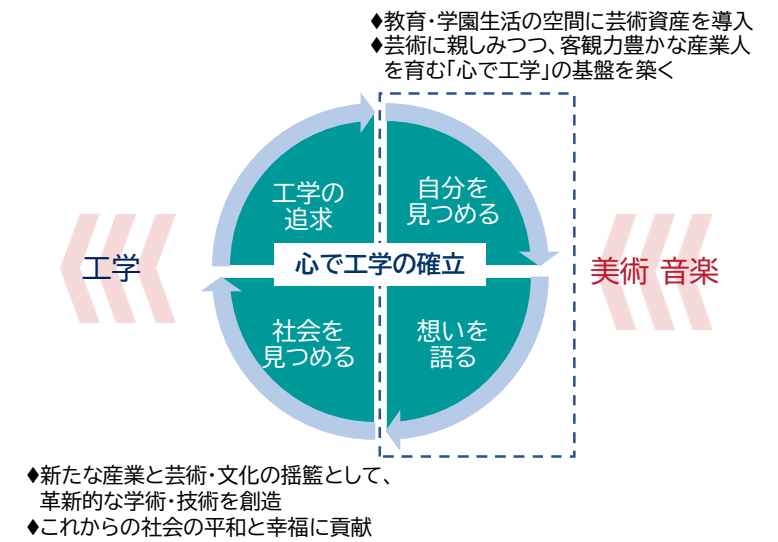 ♦教育・学園生活の空間に芸術資産を導入
♦芸術に親しみつつ、客観力豊かな産業人
を育む「心で工学」の基盤を築く
工学の
追求
自分を
見つめる
工学
心で工学の確立
美術 音楽
社会を
見つめる
想いを
語る
♦新たな産業と芸術・文化の揺籃として、
革新的な学術・技術を創造
♦これからの社会の平和と幸福に貢献